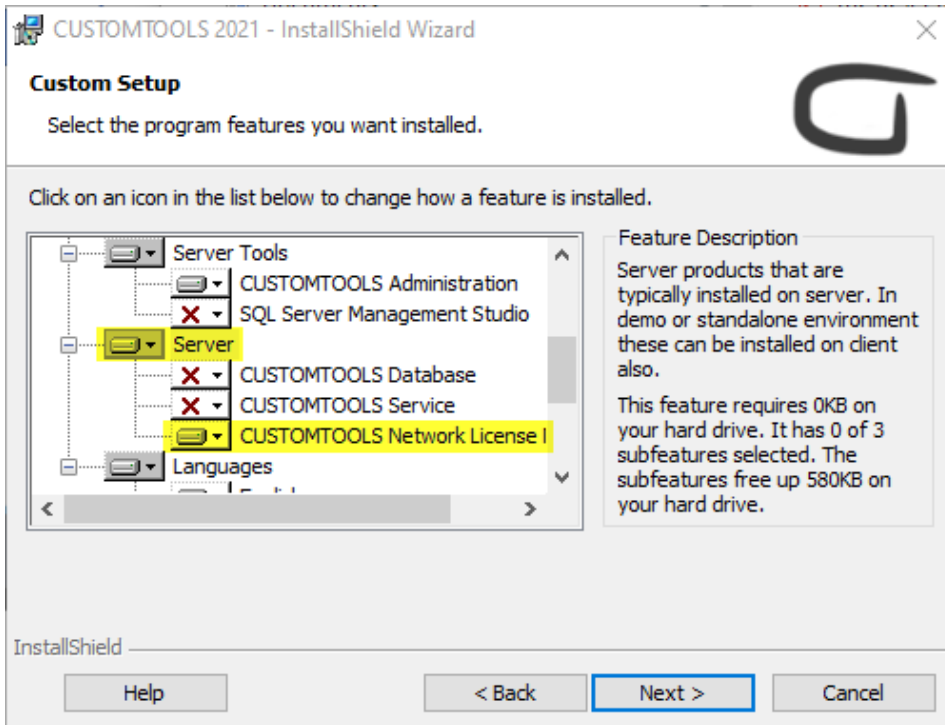 CUSTOMTOOLS 2021 - InstallShield Wizard
Custom Setup
Select the program features you want installed.
Click on an icon in the list below to change how a feature is installed.
Server Tools
CUSTOMTOOLS Administration
SQL Server Management Studio
Server
CUSTOMTOOLS Database
CUSTOMTOOLS Service
CUSTOMTOOLS Network License
Languages
Feature Description
Server products that are
typically installed on server. In
demo or standalone environment
these can be installed on client
also.
This feature requires 0KB on
your hard drive. It has 0 of 3
subfeatures selected. The
subfeatures free up 580KB on
your hard drive.
InstallShield
Help
< Back
Next >
Cancel